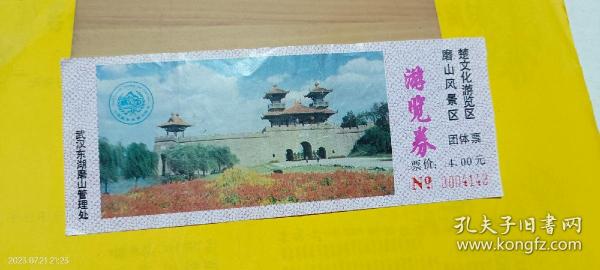 楚文化游览区
磨山风景区
团体票
游览券
票价: 4.00元
Nº 0004142
武汉东湖磨山管理处
2023.07.21 21:23
孔夫子旧书网
www.kongfz.com